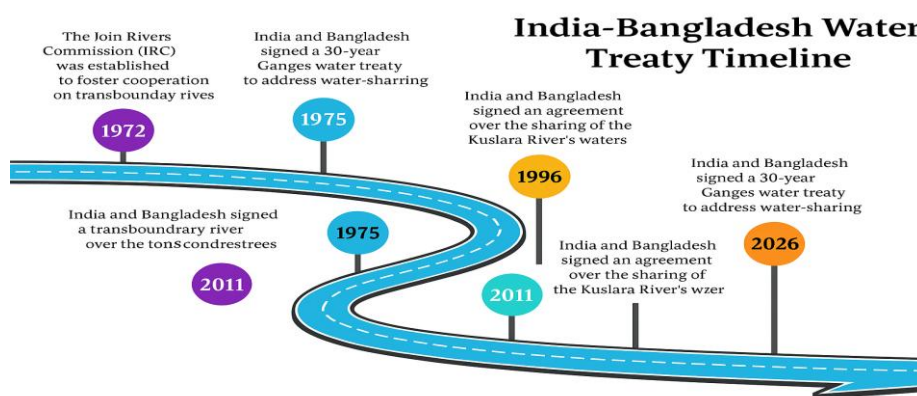 India-Bangladesh Water
Treaty Timeline
The Join Rivers
Commission (IRC)
was established
to foster cooperation
on transbounday rives
1972
India and Bangladesh
signed a 30-year
Ganges water treaty
to address water-sharring
1975
India and Bangladesh
signed an agreement
over the sharing of the
Kuslara River's waters
1996
India and Bangladesh
signed a 30-year
Ganges water treaty
to address water-sharing
2026
India and Bangladesh signed
a transboundrary river
over the tonscondrestrees
2011
1975
2011
India and Bangladesh
signed an agreement
over the sharing of
the Kuslara River's wzer